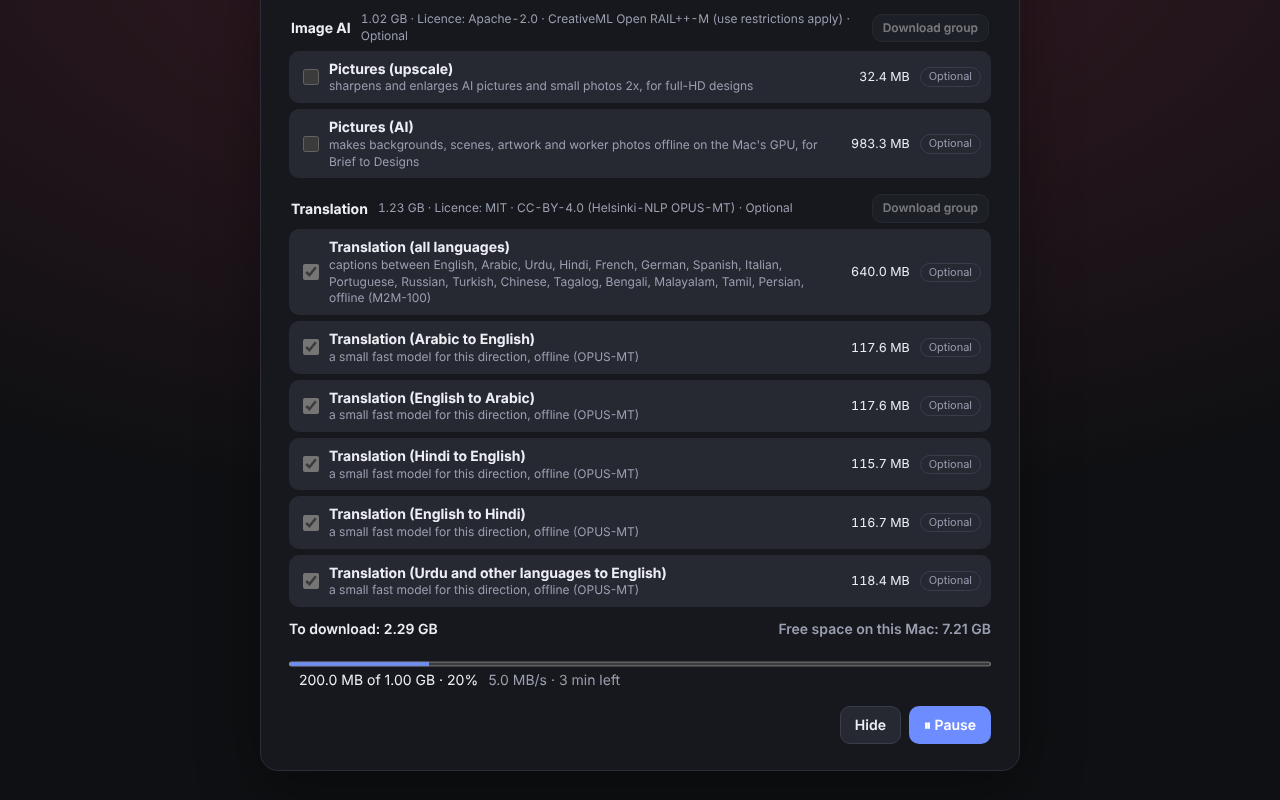 Image AI
1.02 GB · Licence: Apache-2.0 · CreativeML Open RAIL++-M (use restrictions apply) ·
Optional
Download group
Pictures (upscale)
sharpens and enlarges AI pictures and small photos 2x, for full-HD designs
32.4 MB
Optional
Pictures (AI)
makes backgrounds, scenes, artwork and worker photos offline on the Mac's GPU, for
Brief to Designs
983.3 MB
Optional
Translation
1.23 GB · Licence: MIT · CC-BY-4.0 (Helsinki-NLP OPUS-MT) · Optional
Download group
Translation (all languages)
captions between English, Arabic, Urdu, Hindi, French, German, Spanish, Italian,
Portuguese, Russian, Turkish, Chinese, Tagalog, Bengali, Malayalam, Tamil, Persian,
offline (M2M-100)
640.0 MB
Optional
Translation (Arabic to English)
a small fast model for this direction, offline (OPUS-MT)
117.6 MB
Optional
Translation (English to Arabic)
a small fast model for this direction, offline (OPUS-MT)
117.6 MB
Optional
Translation (Hindi to English)
a small fast model for this direction, offline (OPUS-MT)
115.7 MB
Optional
Translation (English to Hindi)
a small fast model for this direction, offline (OPUS-MT)
116.7 MB
Optional
Translation (Urdu and other languages to English)
a small fast model for this direction, offline (OPUS-MT)
118.4 MB
Optional
To download: 2.29 GB
Free space on this Mac: 7.21 GB
200.0 MB of 1.00 GB · 20% 5.0 MB/s · 3 min left
Hide
Pause